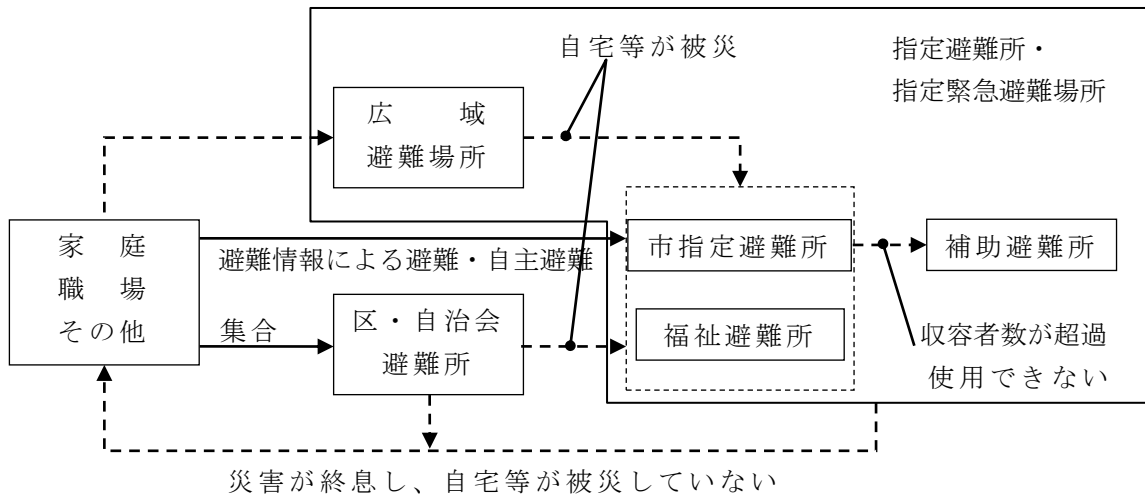 自宅等が被災
指定避難所・
指定緊急避難場所
広域
避難場所
家庭
職場
その他
避難情報による避難・自主避難
市指定避難所
補助避難所
集合
区・自治会
避難所
福祉避難所
収容者数が超過
使用できない
災害が終息し、自宅等が被災していない